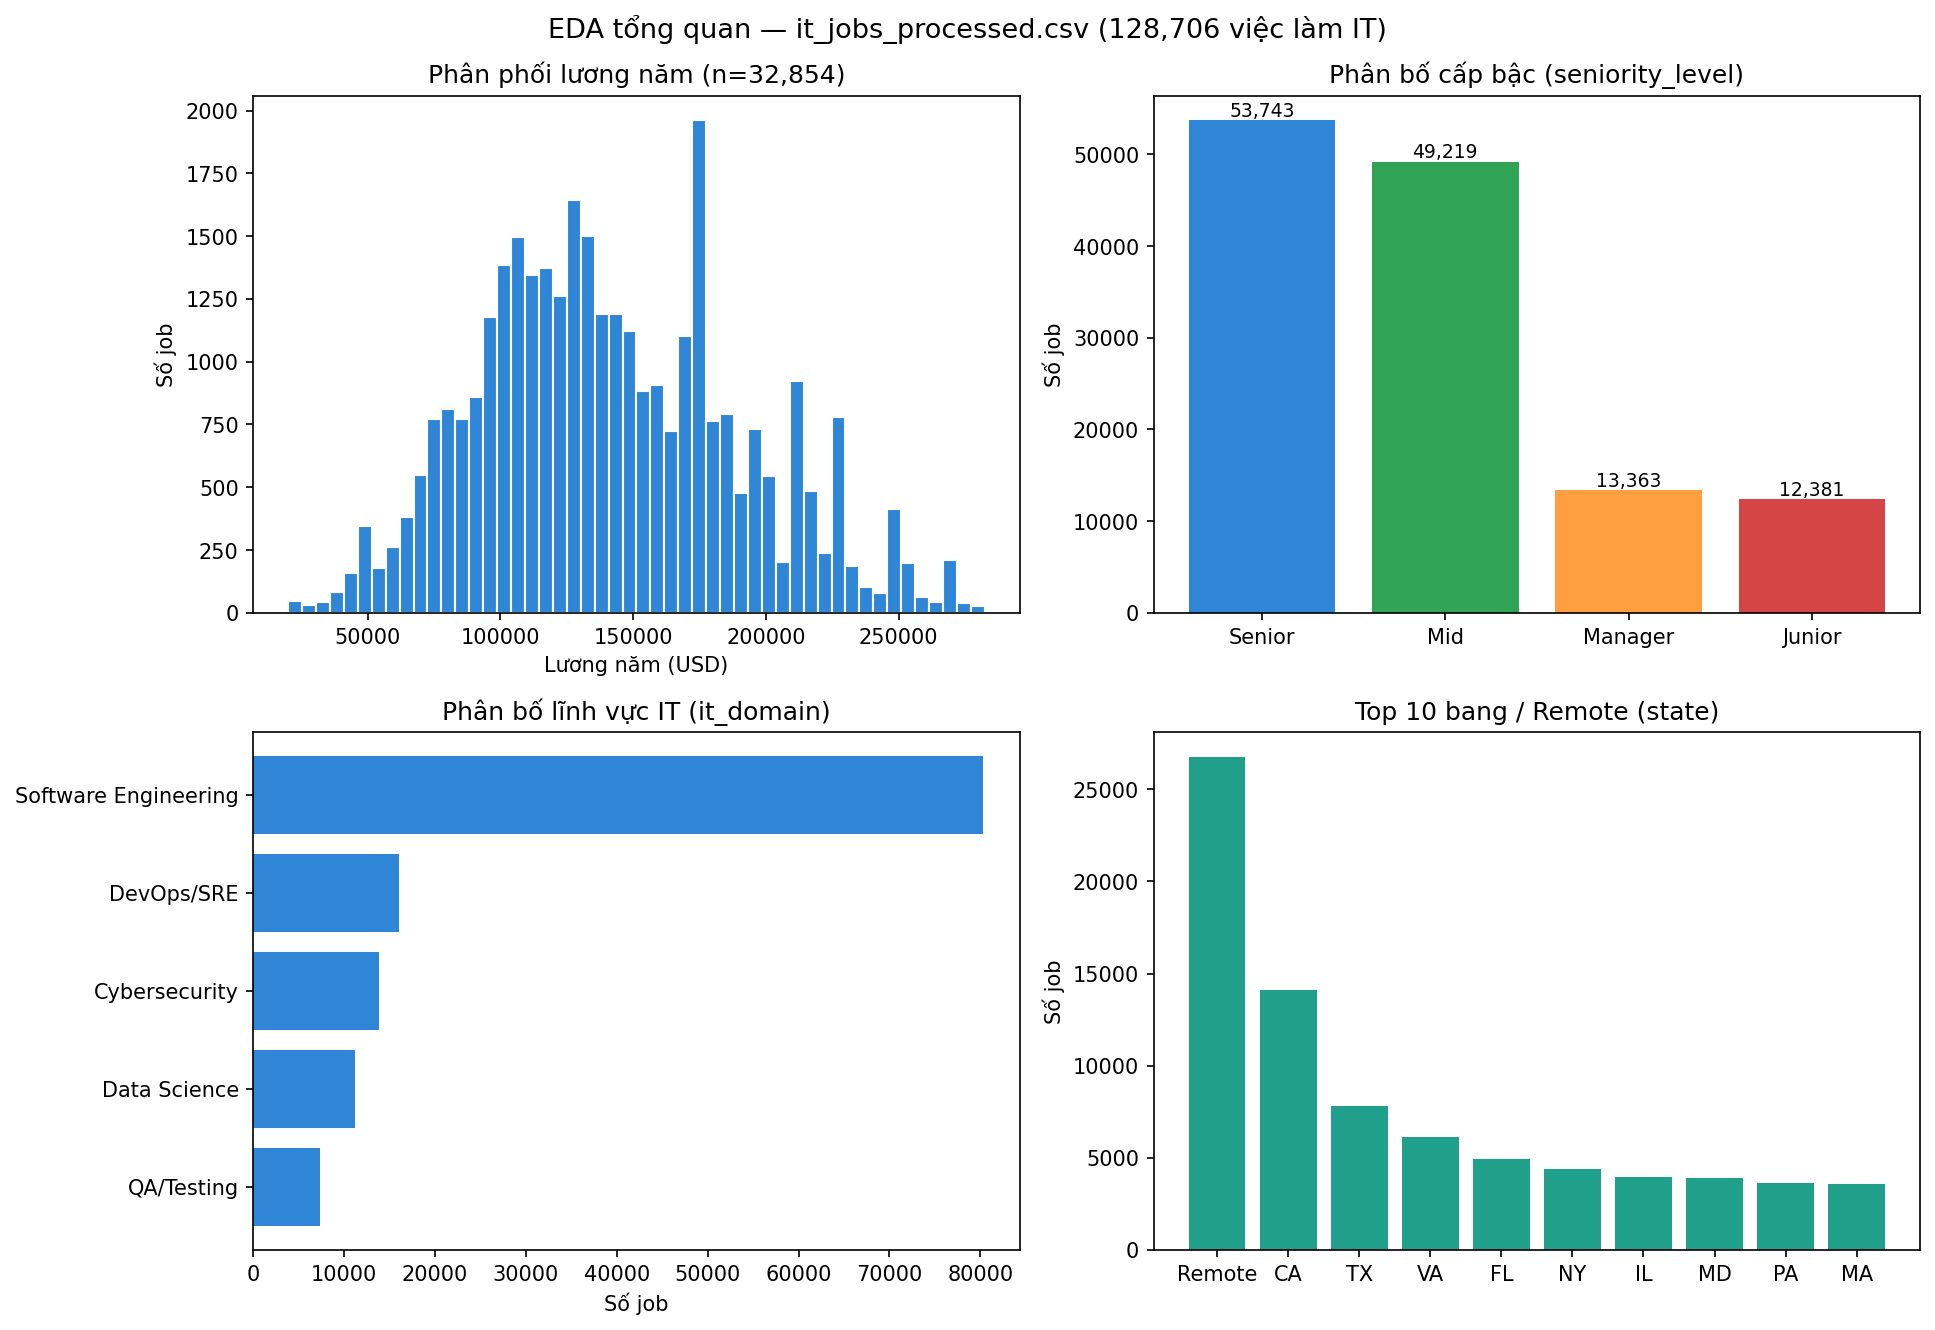 EDA tổng quan — it_jobs_processed.csv (128,706 việc làm IT)
Phân phối lương năm (n=32,854)
2000
1750
1500
1250
1000
750
500
250
0
Số job
50000 100000 150000 200000 250000
Lương năm (USD)
Phân bố cấp bậc (seniority_level)
53,743
49,219
13,363
12,381
50000
40000
30000
20000
10000
0
Số job
Senior Mid Manager Junior
Phân bố lĩnh vực IT (it_domain)
Software Engineering
DevOps/SRE
Cybersecurity
Data Science
QA/Testing
0 10000 20000 30000 40000 50000 60000 70000 80000
Số job
Top 10 bang / Remote (state)
25000
20000
15000
10000
5000
0
Số job
Remote CA TX VA FL NY IL MD PA MA